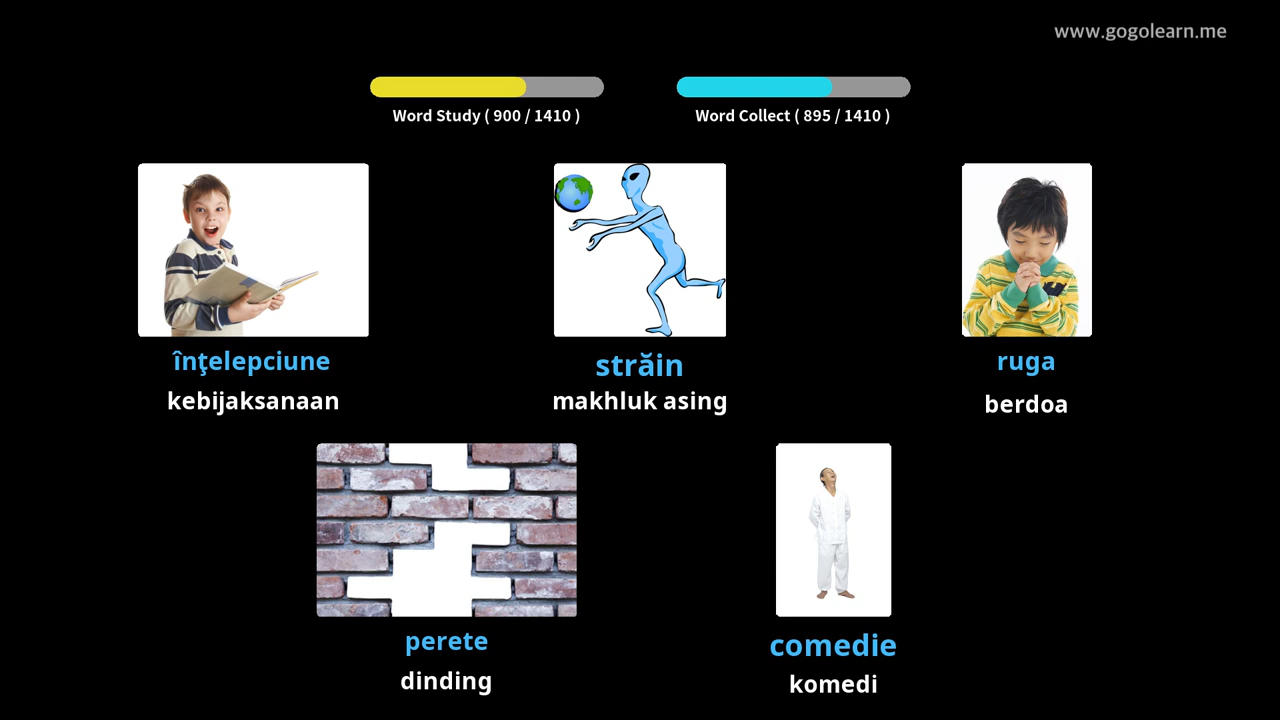 www.gogolearn.me
Word Study ( 900 / 1410 )
Word Collect ( 895 / 1410 )
înţelepciune
kebijaksanaan
străin
makhluk asing
ruga
berdoa
perete
dinding
comedie
komedi